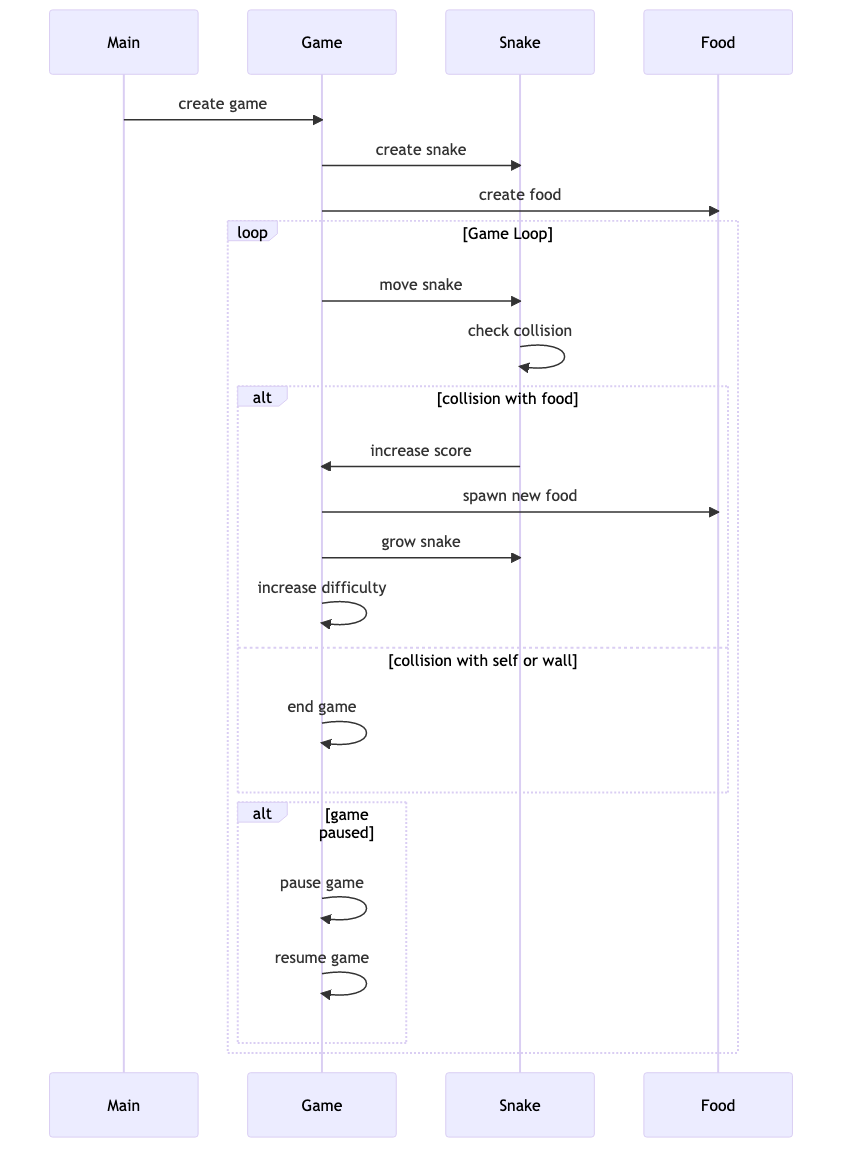 Main
Game
Snake
Food
create game
create snake
create food
loop
[Game Loop]
move snake
check collision
alt
[collision with food]
increase score
spawn new food
grow snake
increase difficulty
[collision with self or wall]
end game
alt
[game
paused]
pause game
resume game
Main
Game
Snake
Food